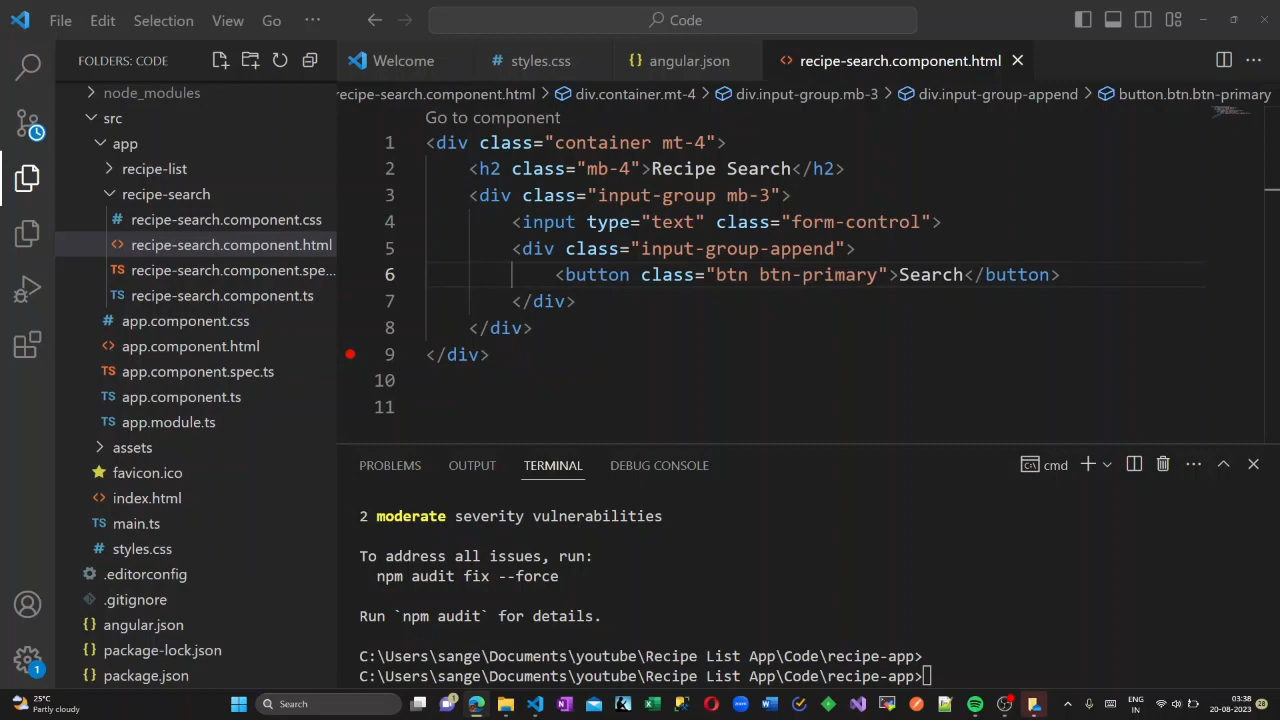 File Edit Selection View Go ··· Code
FOLDERS: CODE
Welcome
styles.css
angular.json
recipe-search.component.html
recipe-search.component.html > div.container.mt-4 > div.input-group.mb-3 > div.input-group-append > button.btn.btn-primary
node_modules
src
app
recipe-list
recipe-search
recipe-search.component.css
recipe-search.component.html
TS recipe-search.component.spe...
TS recipe-search.component.ts
app.component.css
app.component.html
TS app.component.spec.ts
TS app.component.ts
TS app.module.ts
assets
favicon.ico
index.html
TS main.ts
styles.css
.editorconfig
.gitignore
angular.json
package-lock.json
package.json
1
Go to component
1 <div class="container mt-4">
2 <h2 class="mb-4">Recipe Search</h2>
3 <div class="input-group mb-3">
4 <input type="text" class="form-control">
5 <div class="input-group-append">
6 <button class="btn btn-primary">Search</button>
7 </div>
8 </div>
9 </div>
10
11
PROBLEMS OUTPUT TERMINAL DEBUG CONSOLE cmd
2 moderate severity vulnerabilities
To address all issues, run:
npm audit fix --force
Run `npm audit` for details.
C:\Users\sange\Documents\youtube\Recipe List App\Code\recipe-app>
C:\Users\sange\Documents\youtube\Recipe List App\Code\recipe-app>
25°C
Partly cloudy
Search
ENG
IN
03:38
20-08-2023